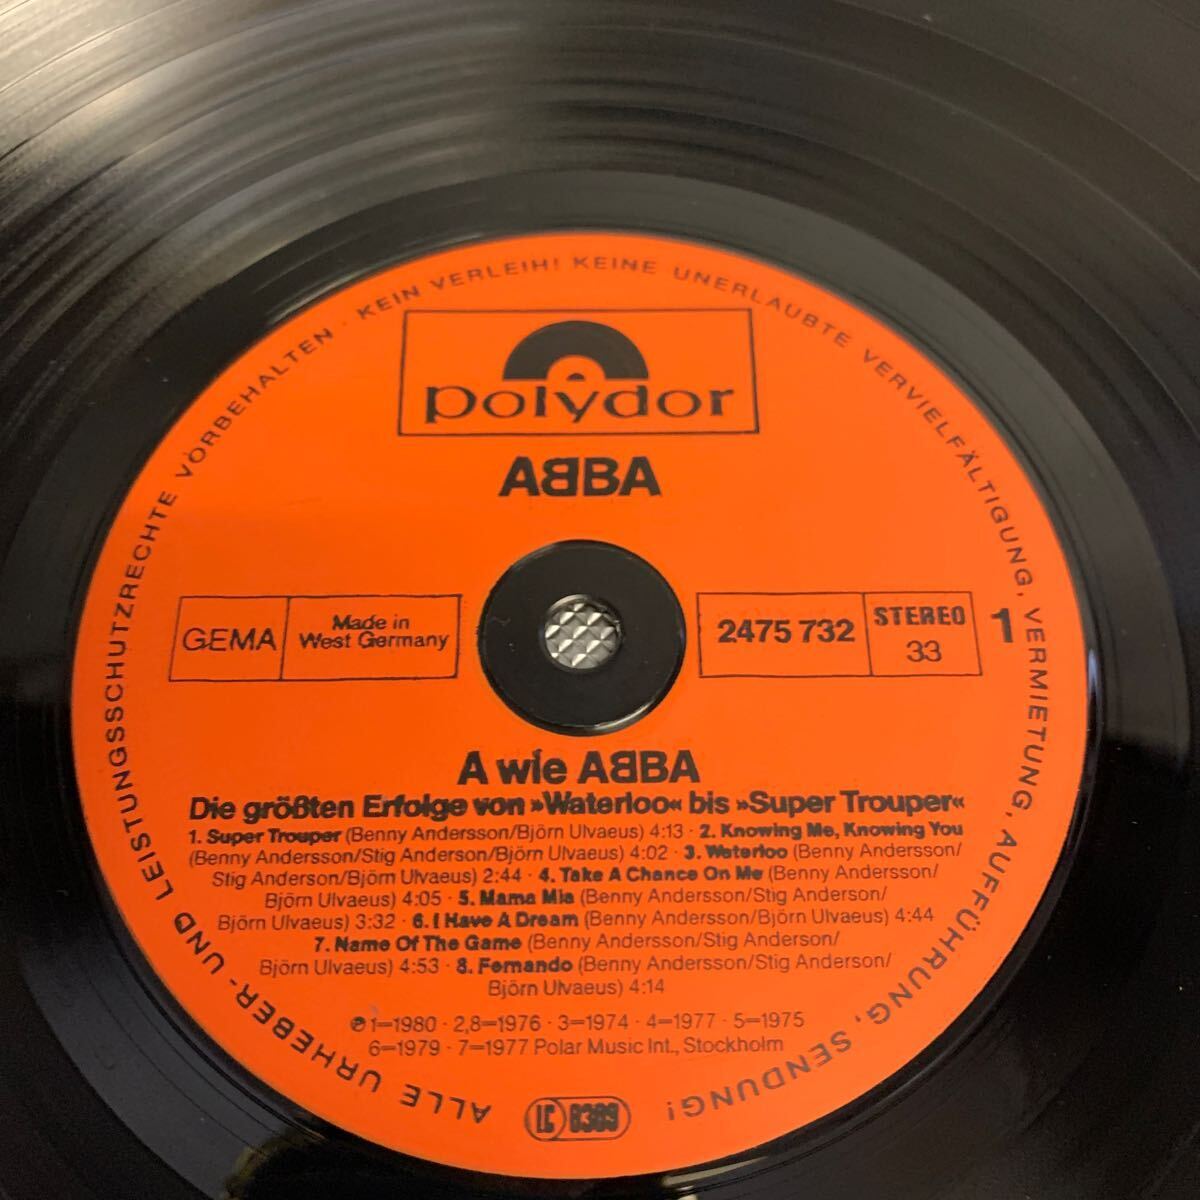 ALLE URHEBER- UND LEISTUNGSSCHUTZRECHTE VORBEHALTEN · KEIN VERLEIH! KEINE UNERLAUBTE VERVIELFÄLTIGUNG, VERMIETUNG, AUFFÜHRUNG, SENDUNG!
polydor
ABBA
GEMA
Made in
West Germany
2475 732
STEREO
33
1
A wie ABBA
Die größten Erfolge von »Waterloo« bis »Super Trouper«
1. Super Trouper (Benny Andersson/Björn Ulvaeus) 4:13 · 2. Knowing Me, Knowing You
(Benny Andersson/Stig Anderson/Björn Ulvaeus) 4:02 · 3. Waterloo (Benny Andersson/
Stig Anderson/Björn Ulvaeus) 2:44 · 4. Take A Chance On Me (Benny Andersson/
Björn Ulvaeus) 4:05 · 5. Mama Mia (Benny Andersson/Stig Anderson/
Björn Ulvaeus) 3:32 · 6. I Have A Dream (Benny Andersson/Björn Ulvaeus) 4:44
7. Name Of The Game (Benny Andersson/Stig Anderson/
Björn Ulvaeus) 4:53 · 8. Fernando (Benny Andersson/Stig Anderson/
Björn Ulvaeus) 4:14
℗ 1—1980 · 2,8—1976 · 3—1974 · 4—1977 · 5—1975
6—1979 · 7—1977 Polar Music Int., Stockholm
LC 8389